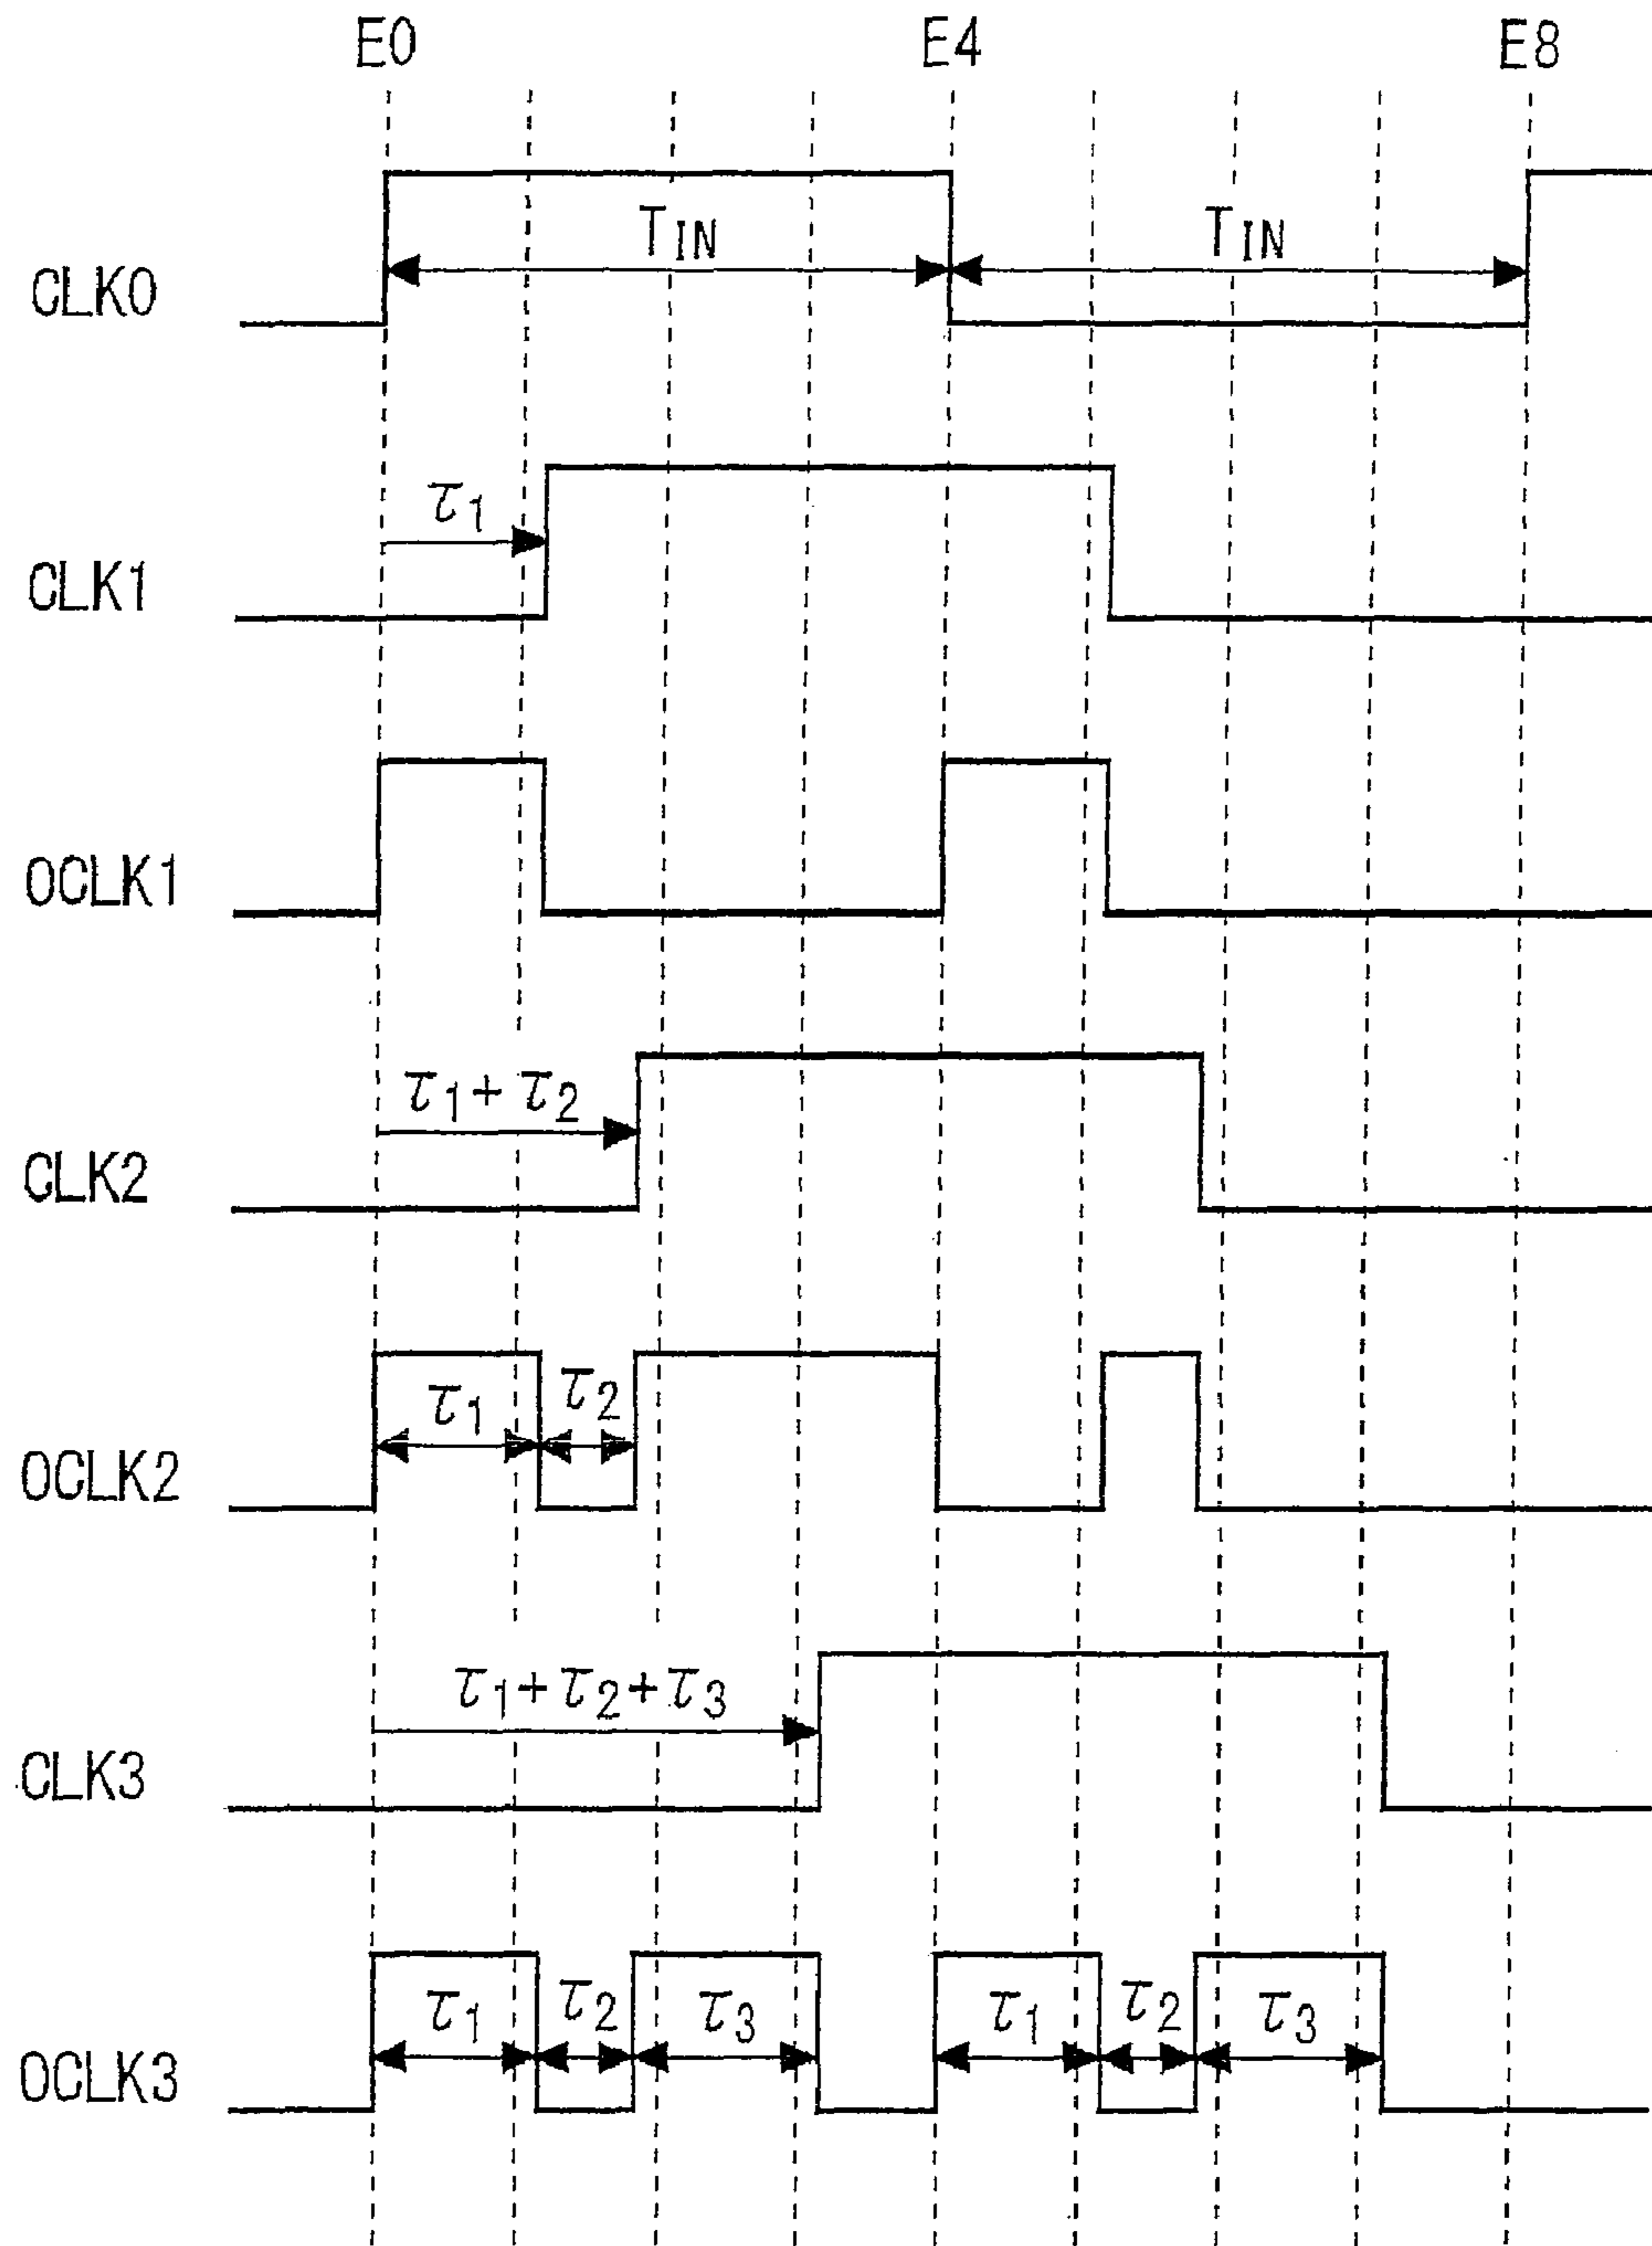 E0 E4 E8
CLK0
TIN TIN
CLK1
τ1
OCLK1
CLK2
τ1+τ2
OCLK2
τ1 τ2
CLK3
τ1+τ2+τ3
OCLK3
τ1 τ2 τ3 τ1 τ2 τ3